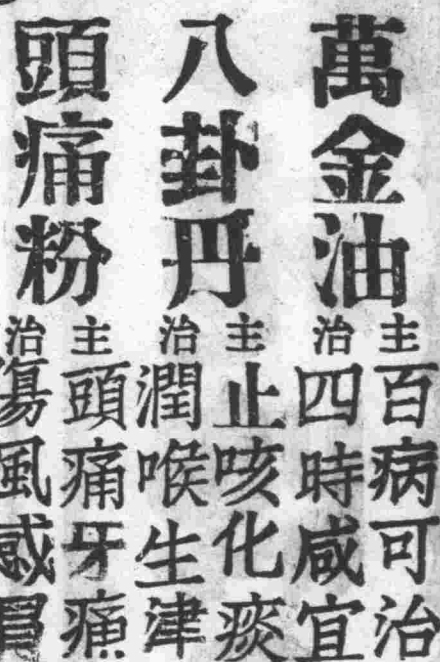 萬金油
主治
百病可治
四時咸宜
八卦丹
主治
止咳化痰
潤喉生津
頭痛粉
主治
頭痛牙痛
傷風感冒